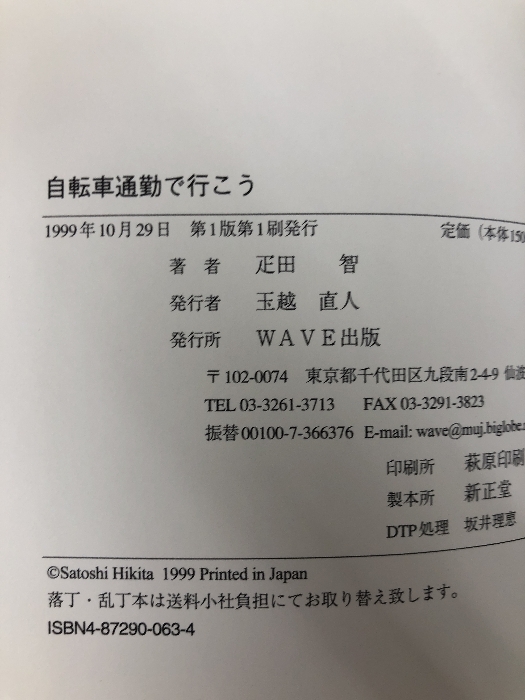 自転車通勤で行こう
1999年10月29日 第1版第1刷発行 定価（本体150
著者 疋田 智
発行者 玉越 直人
発行所 WAVE出版
〒102-0074 東京都千代田区九段南2-4-9 仙波
TEL 03-3261-3713 FAX 03-3291-3823
振替00100-7-366376 E-mail: wave@muj.biglobe.n
印刷所 萩原印刷
製本所 新正堂
DTP処理 坂井理恵
©Satoshi Hikita 1999 Printed in Japan
落丁・乱丁本は送料小社負担にてお取り替え致します。
ISBN4-87290-063-4